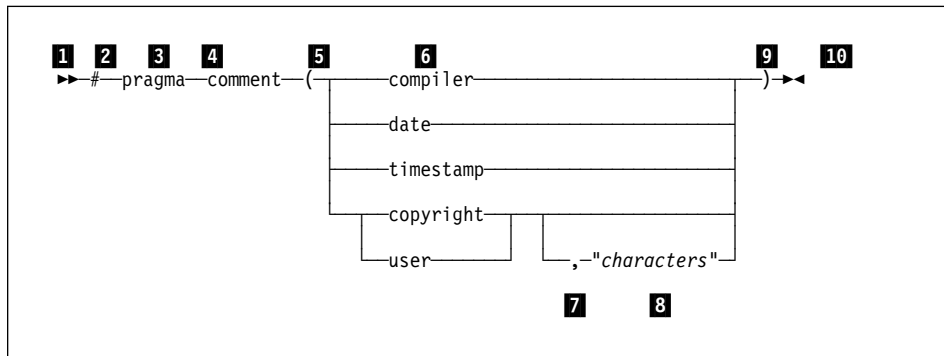 1 2 3 4 5 6 9 10
# pragma comment ( compiler )
date
timestamp
copyright
user , "characters"
7 8